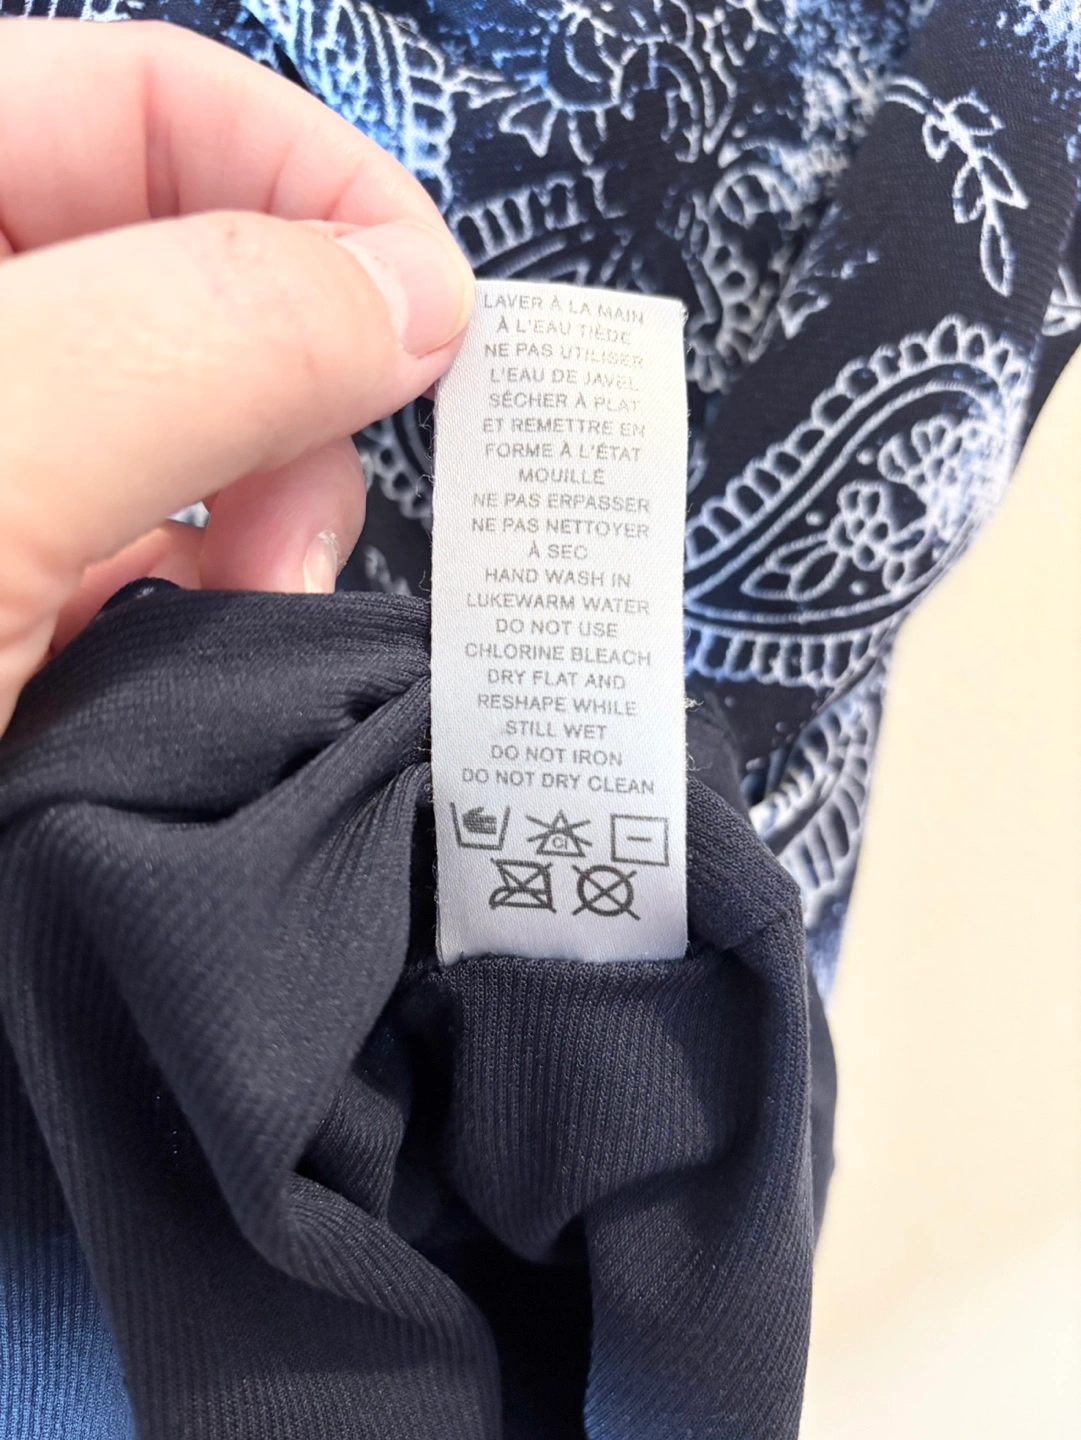 LAVER À LA MAIN
À L'EAU TIÈDE
NE PAS UTILISER
L'EAU DE JAVEL
SÉCHER À PLAT
ET REMETTRE EN
FORME À L'ÉTAT
MOUILLÉ
NE PAS ERPASSER
NE PAS NETTOYER
À SEC
HAND WASH IN
LUKEWARM WATER
DO NOT USE
CHLORINE BLEACH
DRY FLAT AND
RESHAPE WHILE
STILL WET
DO NOT IRON
DO NOT DRY CLEAN
Cl